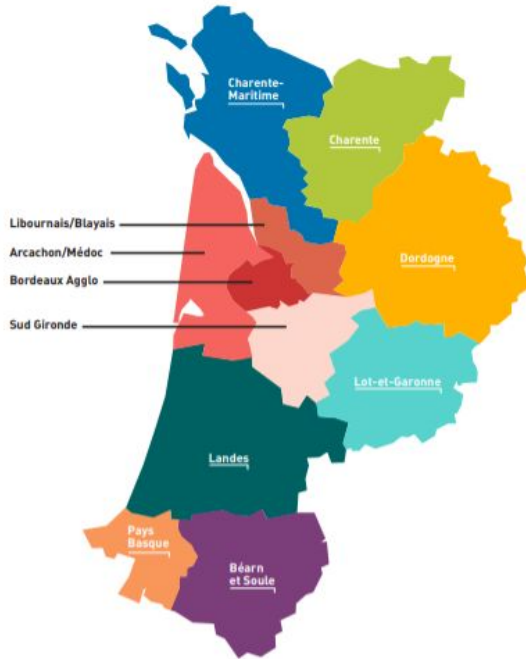 Charente-
Maritime
Charente
Libournais/Blayais
Arcachon/Médoc
Bordeaux Agglo
Sud Gironde
Dordogne
Lot-et-Garonne
Landes
Pays
Basque
Béarn
et Soule